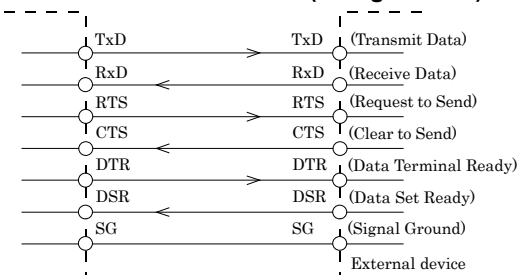 TxD TxD (Transmit Data)
RxD RxD (Receive Data)
RTS RTS (Request to Send)
CTS CTS (Clear to Send)
DTR DTR (Data Terminal Ready)
DSR DSR (Data Set Ready)
SG SG (Signal Ground)
External device